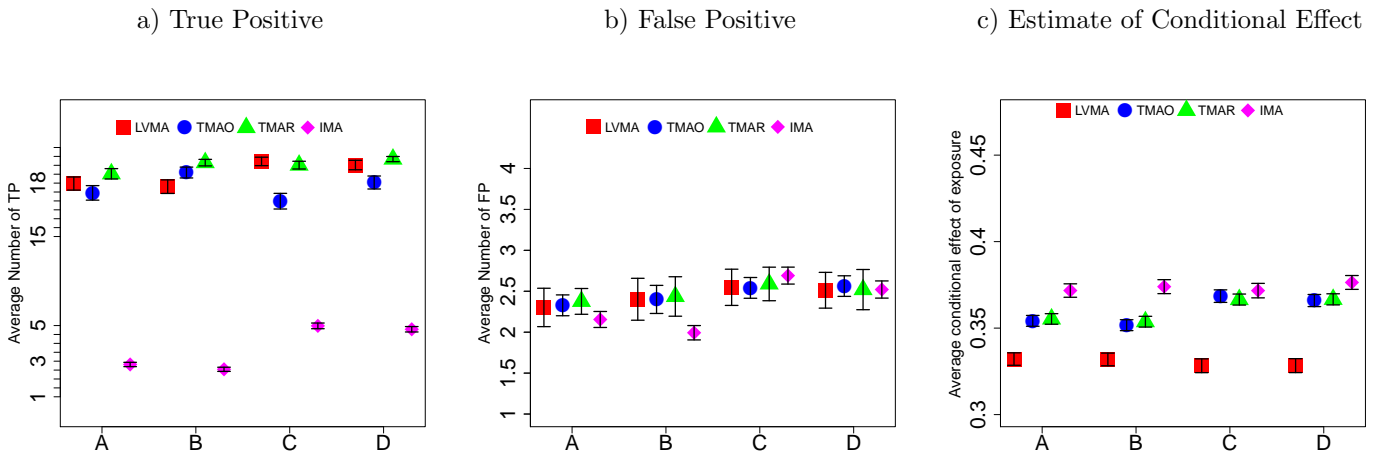 a) True Positive
b) False Positive
c) Estimate of Conditional Effect
LVMA TMAO TMAR IMA
Average Number of TP
18
15
5
3
1
A B C D
LVMA TMAO TMAR IMA
Average Number of FP
4
3.5
3
2.5
2
1.5
1
A B C D
LVMA TMAO TMAR IMA
Average conditional effect of exposure
0.45
0.4
0.35
0.3
A B C D